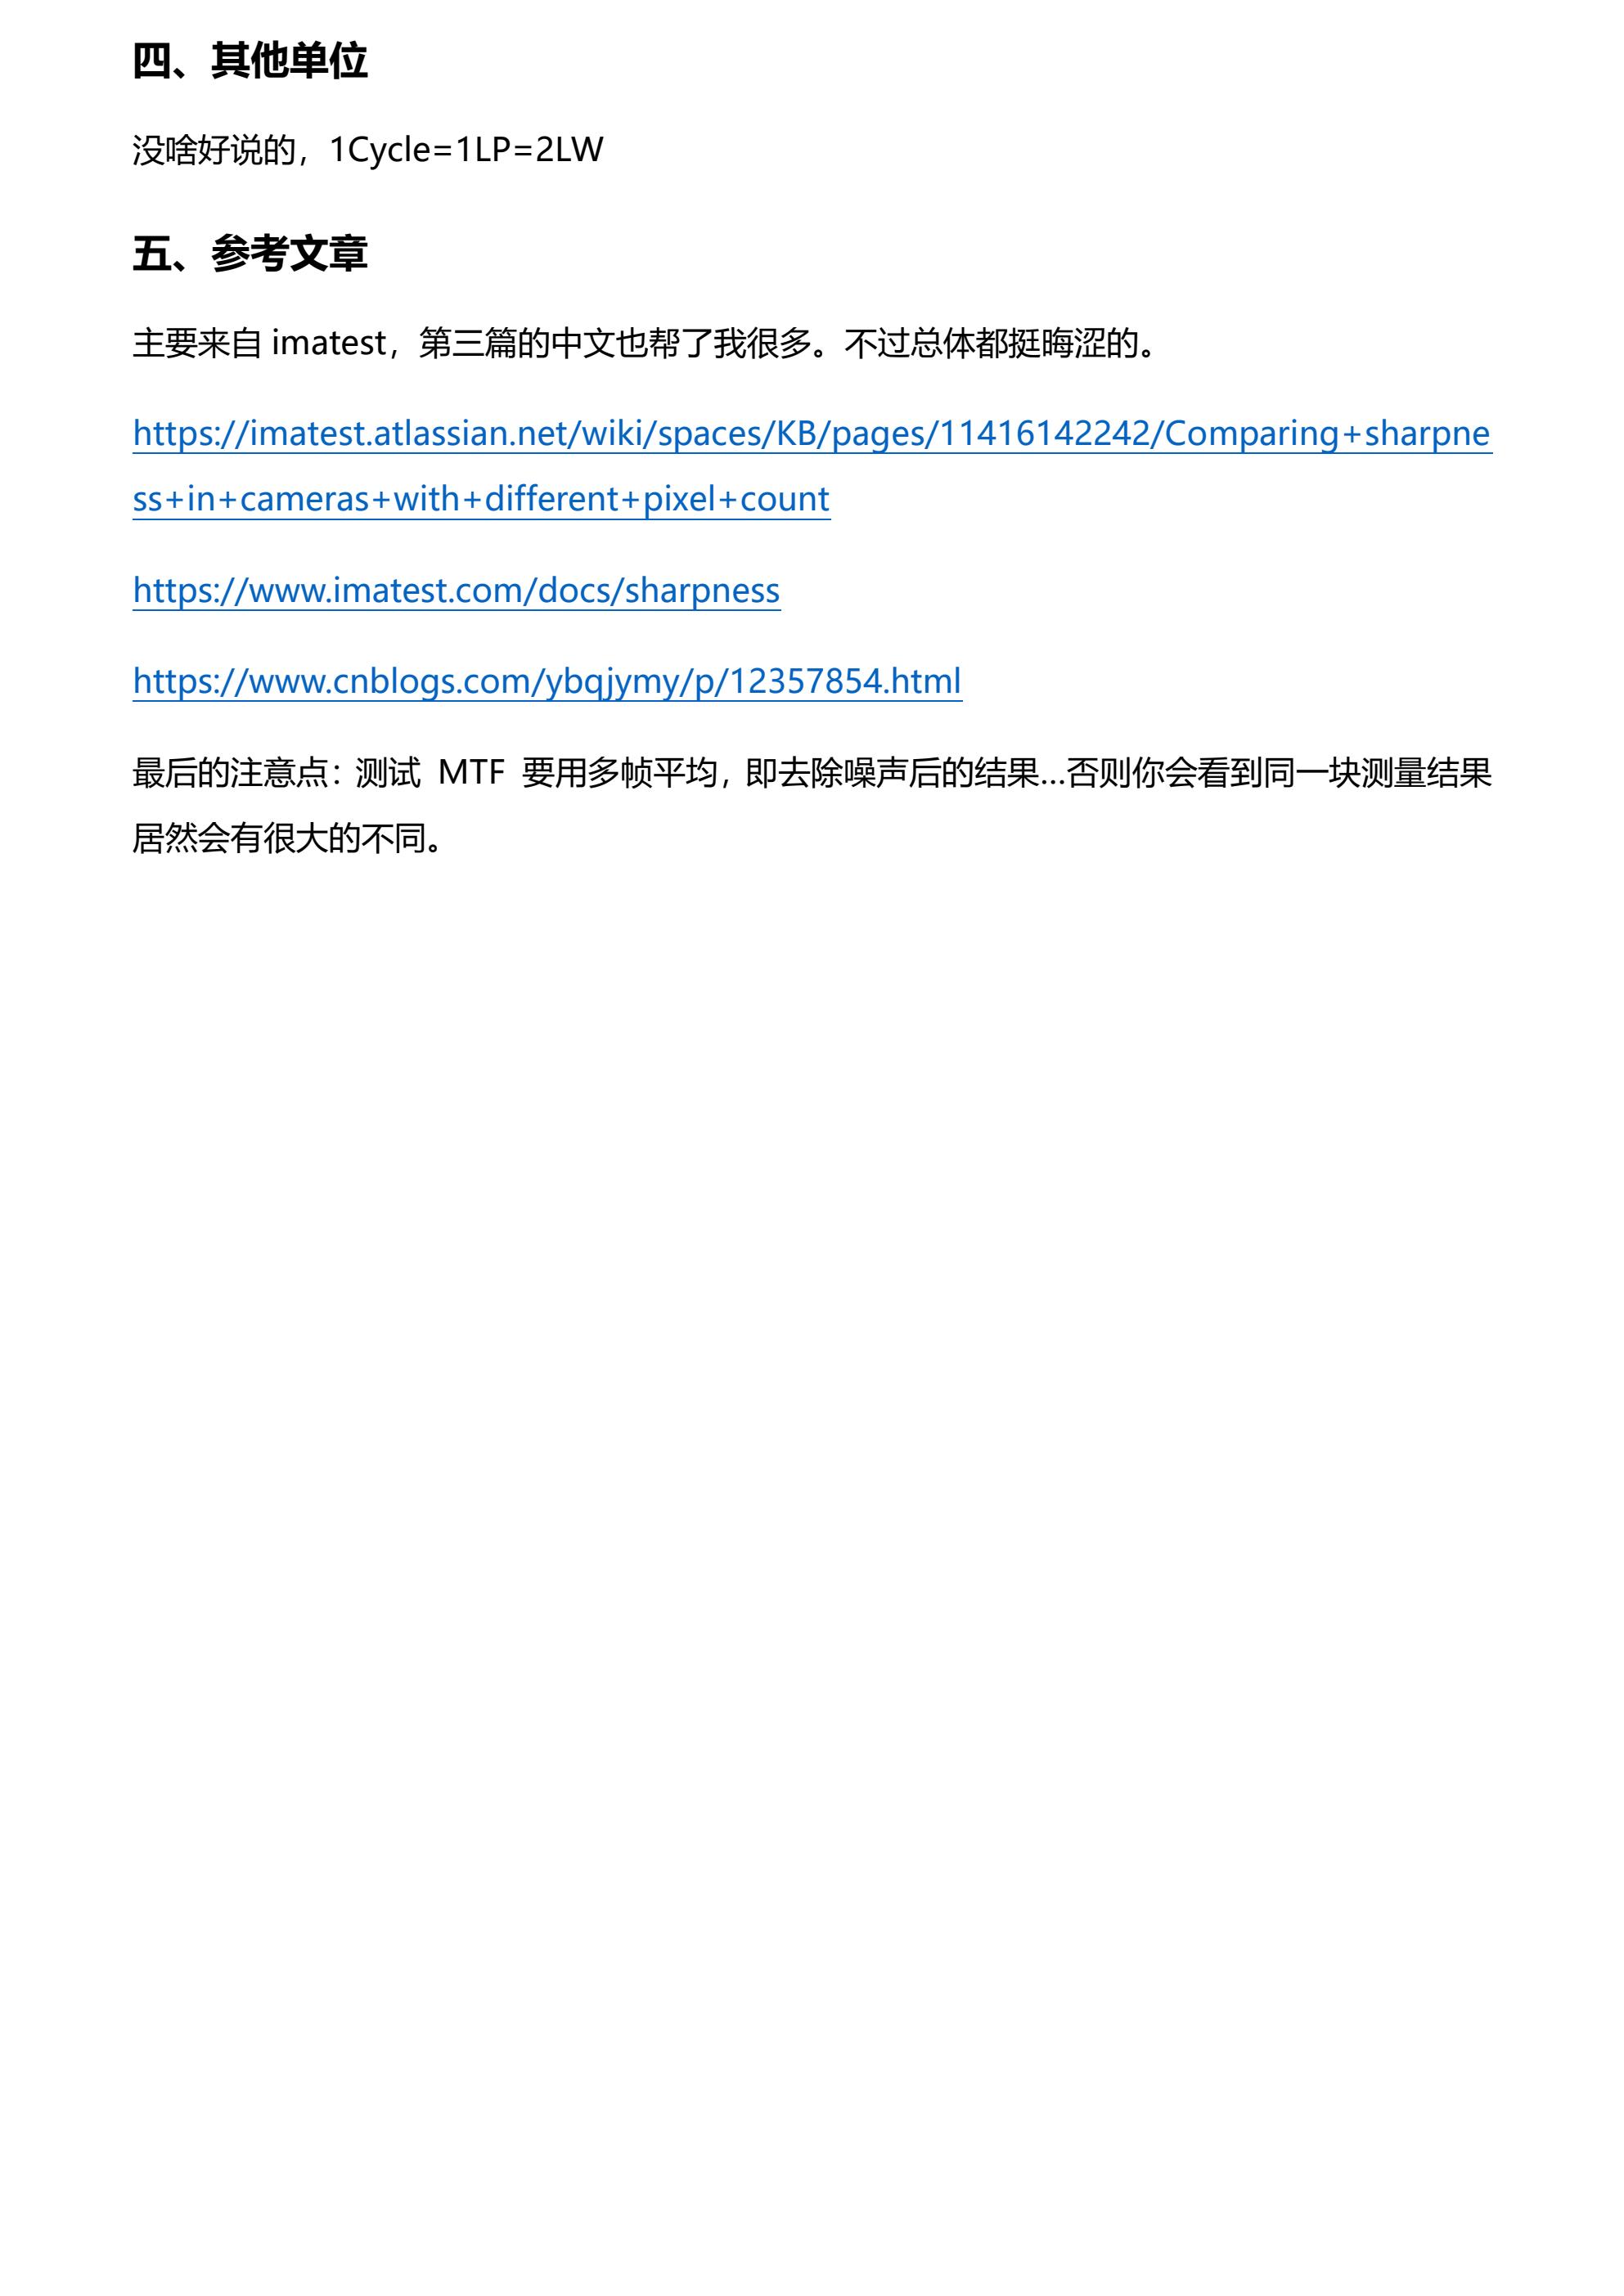 四、其他单位
没啥好说的，1Cycle=1LP=2LW
五、参考文章
主要来自 imatest，第三篇的中文也帮了我很多。不过总体都挺晦涩的。
https://imatest.atlassian.net/wiki/spaces/KB/pages/11416142242/Comparing+sharpne
ss+in+cameras+with+different+pixel+count
https://www.imatest.com/docs/sharpness
https://www.cnblogs.com/ybqjymy/p/12357854.html
最后的注意点：测试 MTF 要用多帧平均，即去除噪声后的结果...否则你会看到同一块测量结果
居然会有很大的不同。